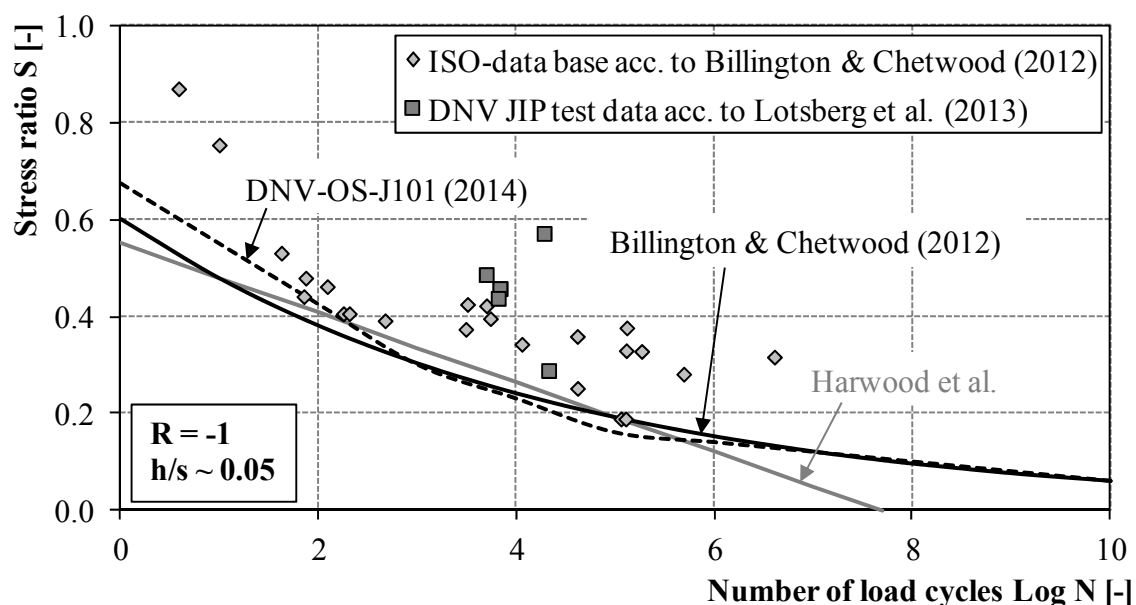 Stress ratio S [-]
1.0
0.8
0.6
0.4
0.2
0.0
ISO-data base acc. to Billington & Chetwood (2012)
DNV JIP test data acc. to Lotsberg et al. (2013)
DNV-OS-J101 (2014)
Billington & Chetwood (2012)
Harwood et al.
R = -1
h/s ~ 0.05
0
2
4
6
8
10
Number of load cycles Log N [-]